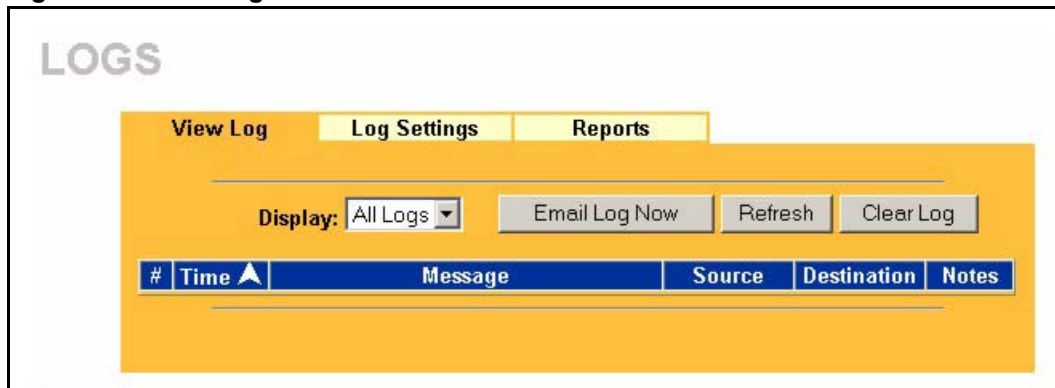 LOGS
View Log Log Settings Reports
Display: All Logs Email Log Now Refresh Clear Log
# Time Message Source Destination Notes